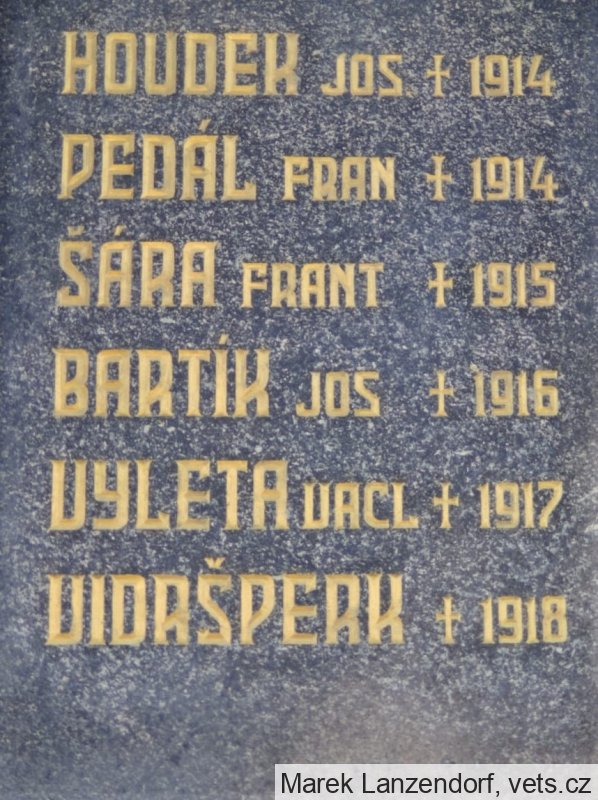 HOUDEK JOS. † 1914
PEDÁL FRAN † 1914
ŠÁRA FRANT † 1915
BARTÍK JOS † 1916
VYLETA VACL † 1917
VIDRŠPERK † 1918
Marek Lanzendorf, vets.cz